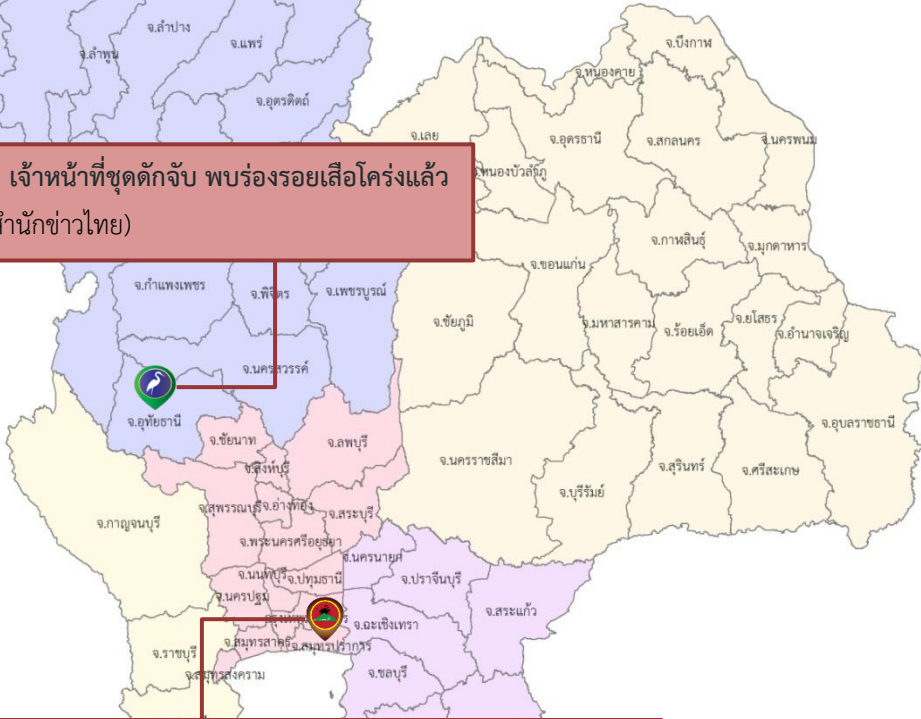 จ.ลำปาง
จ.ลำพูน
จ.แพร่
จ.อุตรดิตถ์
จ.บึงกาฬ
จ.หนองคาย
จ.เลย
จ.อุดรธานี
จ.สกลนคร
จ.นครพนม
เจ้าหน้าที่ชุดดักจับ พบร่องรอยเสือโคร่งแล้ว
สำนักข่าวไทย)
จ.หนองบัวลำภู
จ.กาฬสินธุ์
จ.มุกดาหาร
จ.ขอนแก่น
จ.กำแพงเพชร
จ.พิจิตร
จ.เพชรบูรณ์
จ.ชัยภูมิ
จ.มหาสารคาม
จ.ร้อยเอ็ด
จ.ยโสธร
จ.อำนาจเจริญ
จ.นครสวรรค์
จ.อุทัยธานี
จ.ชัยนาท
จ.ลพบุรี
จ.อุบลราชธานี
จ.สิงห์บุรี
จ.นครราชสีมา
จ.สุรินทร์
จ.ศรีสะเกษ
จ.บุรีรัมย์
จ.กาญจนบุรี
จ.สุพรรณบุรี
จ.อ่างทอง
จ.สระบุรี
จ.พระนครศรีอยุธยา
จ.นครนายก
จ.นนทบุรี
จ.ปทุมธานี
จ.ปราจีนบุรี
จ.นครปฐม
จ.สระแก้ว
จ.ฉะเชิงเทรา
จ.ราชบุรี
จ.สมุทรสาคร
จ.สมุทรปราการ
จ.สมุทรสงคราม
จ.ชลบุรี